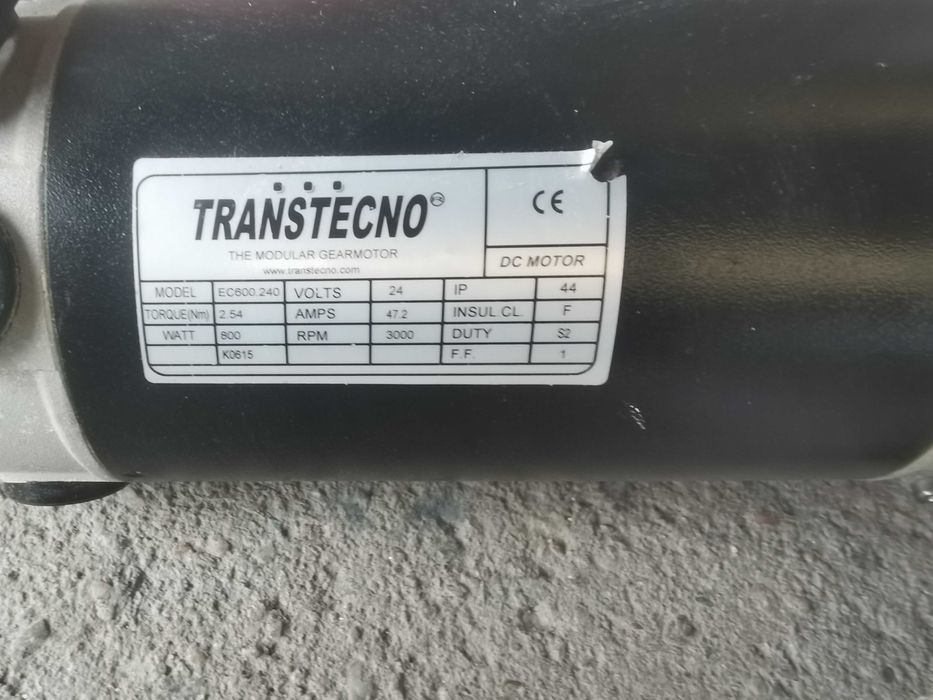 TRANSTECNO
THE MODULAR GEARMOTOR
www.transtecno.com
CE
DC MOTOR
MODEL EC600.240 VOLTS 24 IP 44
TORQUE(Nm) 2.54 AMPS 47.2 INSUL.CL. F
WATT 800 RPM 3000 DUTY S2
K0615 F.F. 1